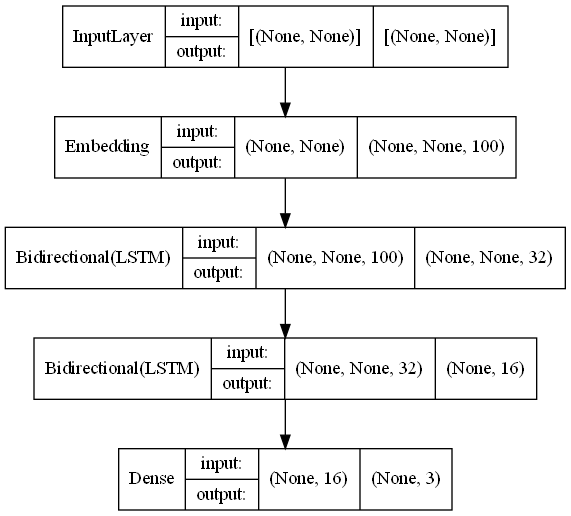 InputLayer
input:
output:
[(None, None)]
[(None, None)]
Embedding
input:
output:
(None, None)
(None, None, 100)
Bidirectional(LSTM)
input:
output:
(None, None, 100)
(None, None, 32)
Bidirectional(LSTM)
input:
output:
(None, None, 32)
(None, 16)
Dense
input:
output:
(None, 16)
(None, 3)